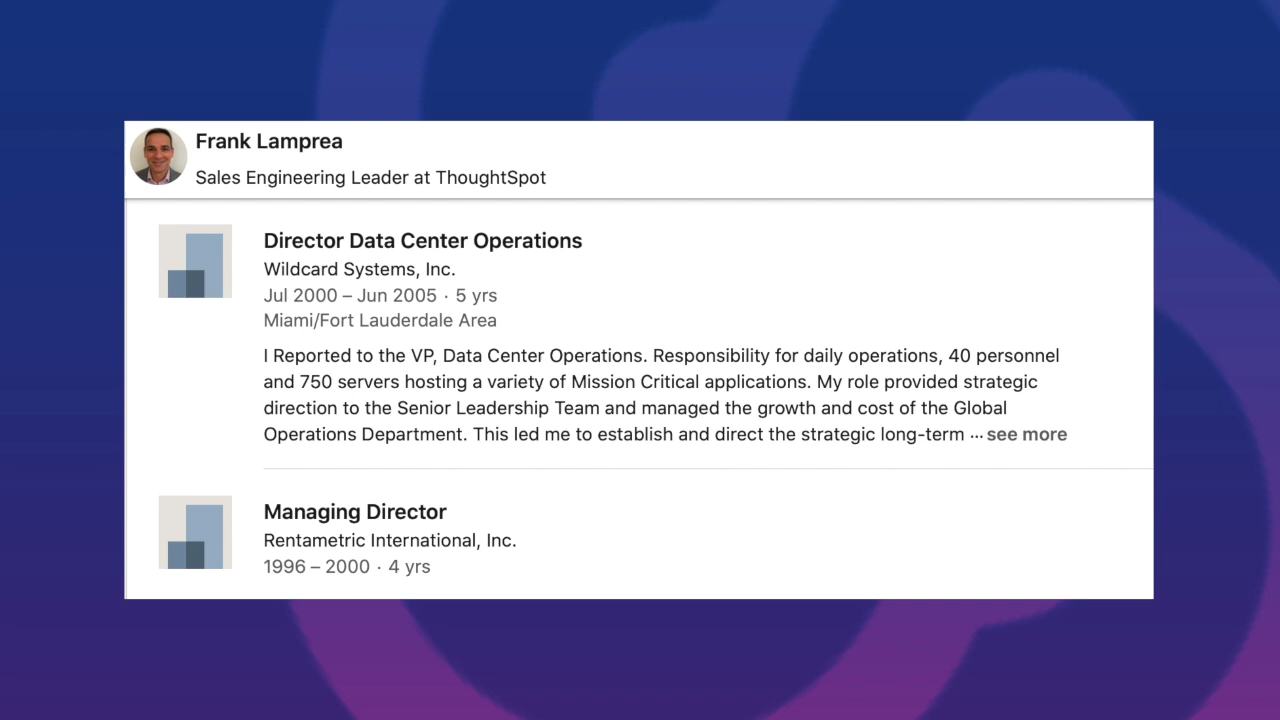 Frank Lamprea
Sales Engineering Leader at ThoughtSpot
Director Data Center Operations
Wildcard Systems, Inc.
Jul 2000 – Jun 2005 · 5 yrs
Miami/Fort Lauderdale Area
I Reported to the VP, Data Center Operations. Responsibility for daily operations, 40 personnel
and 750 servers hosting a variety of Mission Critical applications. My role provided strategic
direction to the Senior Leadership Team and managed the growth and cost of the Global
Operations Department. This led me to establish and direct the strategic long-term ... see more
Managing Director
Rentametric International, Inc.
1996 – 2000 · 4 yrs